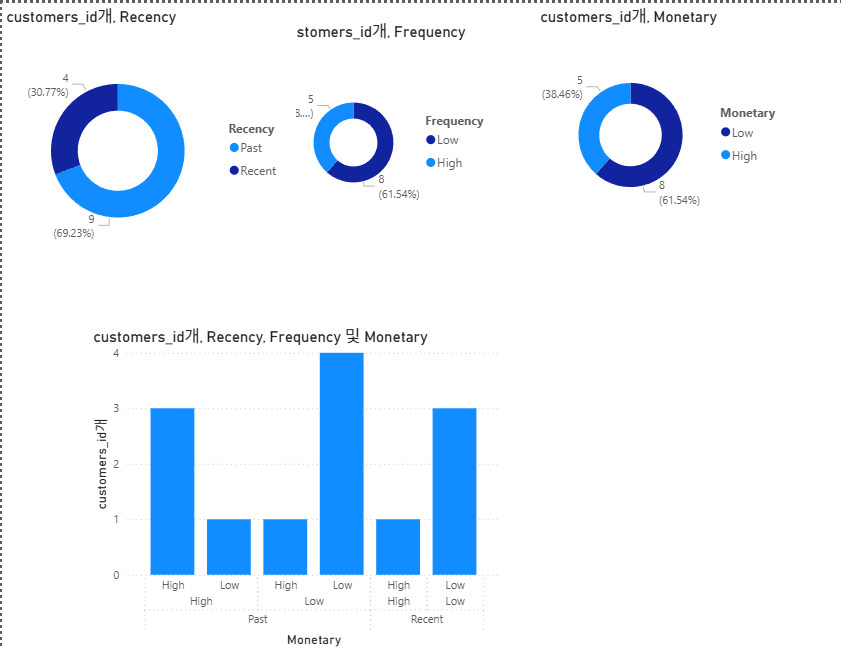 customers_id개, Recency
4
(30.77%)
9
(69.23%)
Recency
Past
Recent
stomers_id개, Frequency
5
8....)
8
(61.54%)
Frequency
Low
High
customers_id개, Monetary
5
(38.46%)
8
(61.54%)
Monetary
Low
High
customers_id개, Recency, Frequency 및 Monetary
customers_id개
4
3
2
1
0
High Low High Low High Low
High Low High Low
Past Recent
Monetary